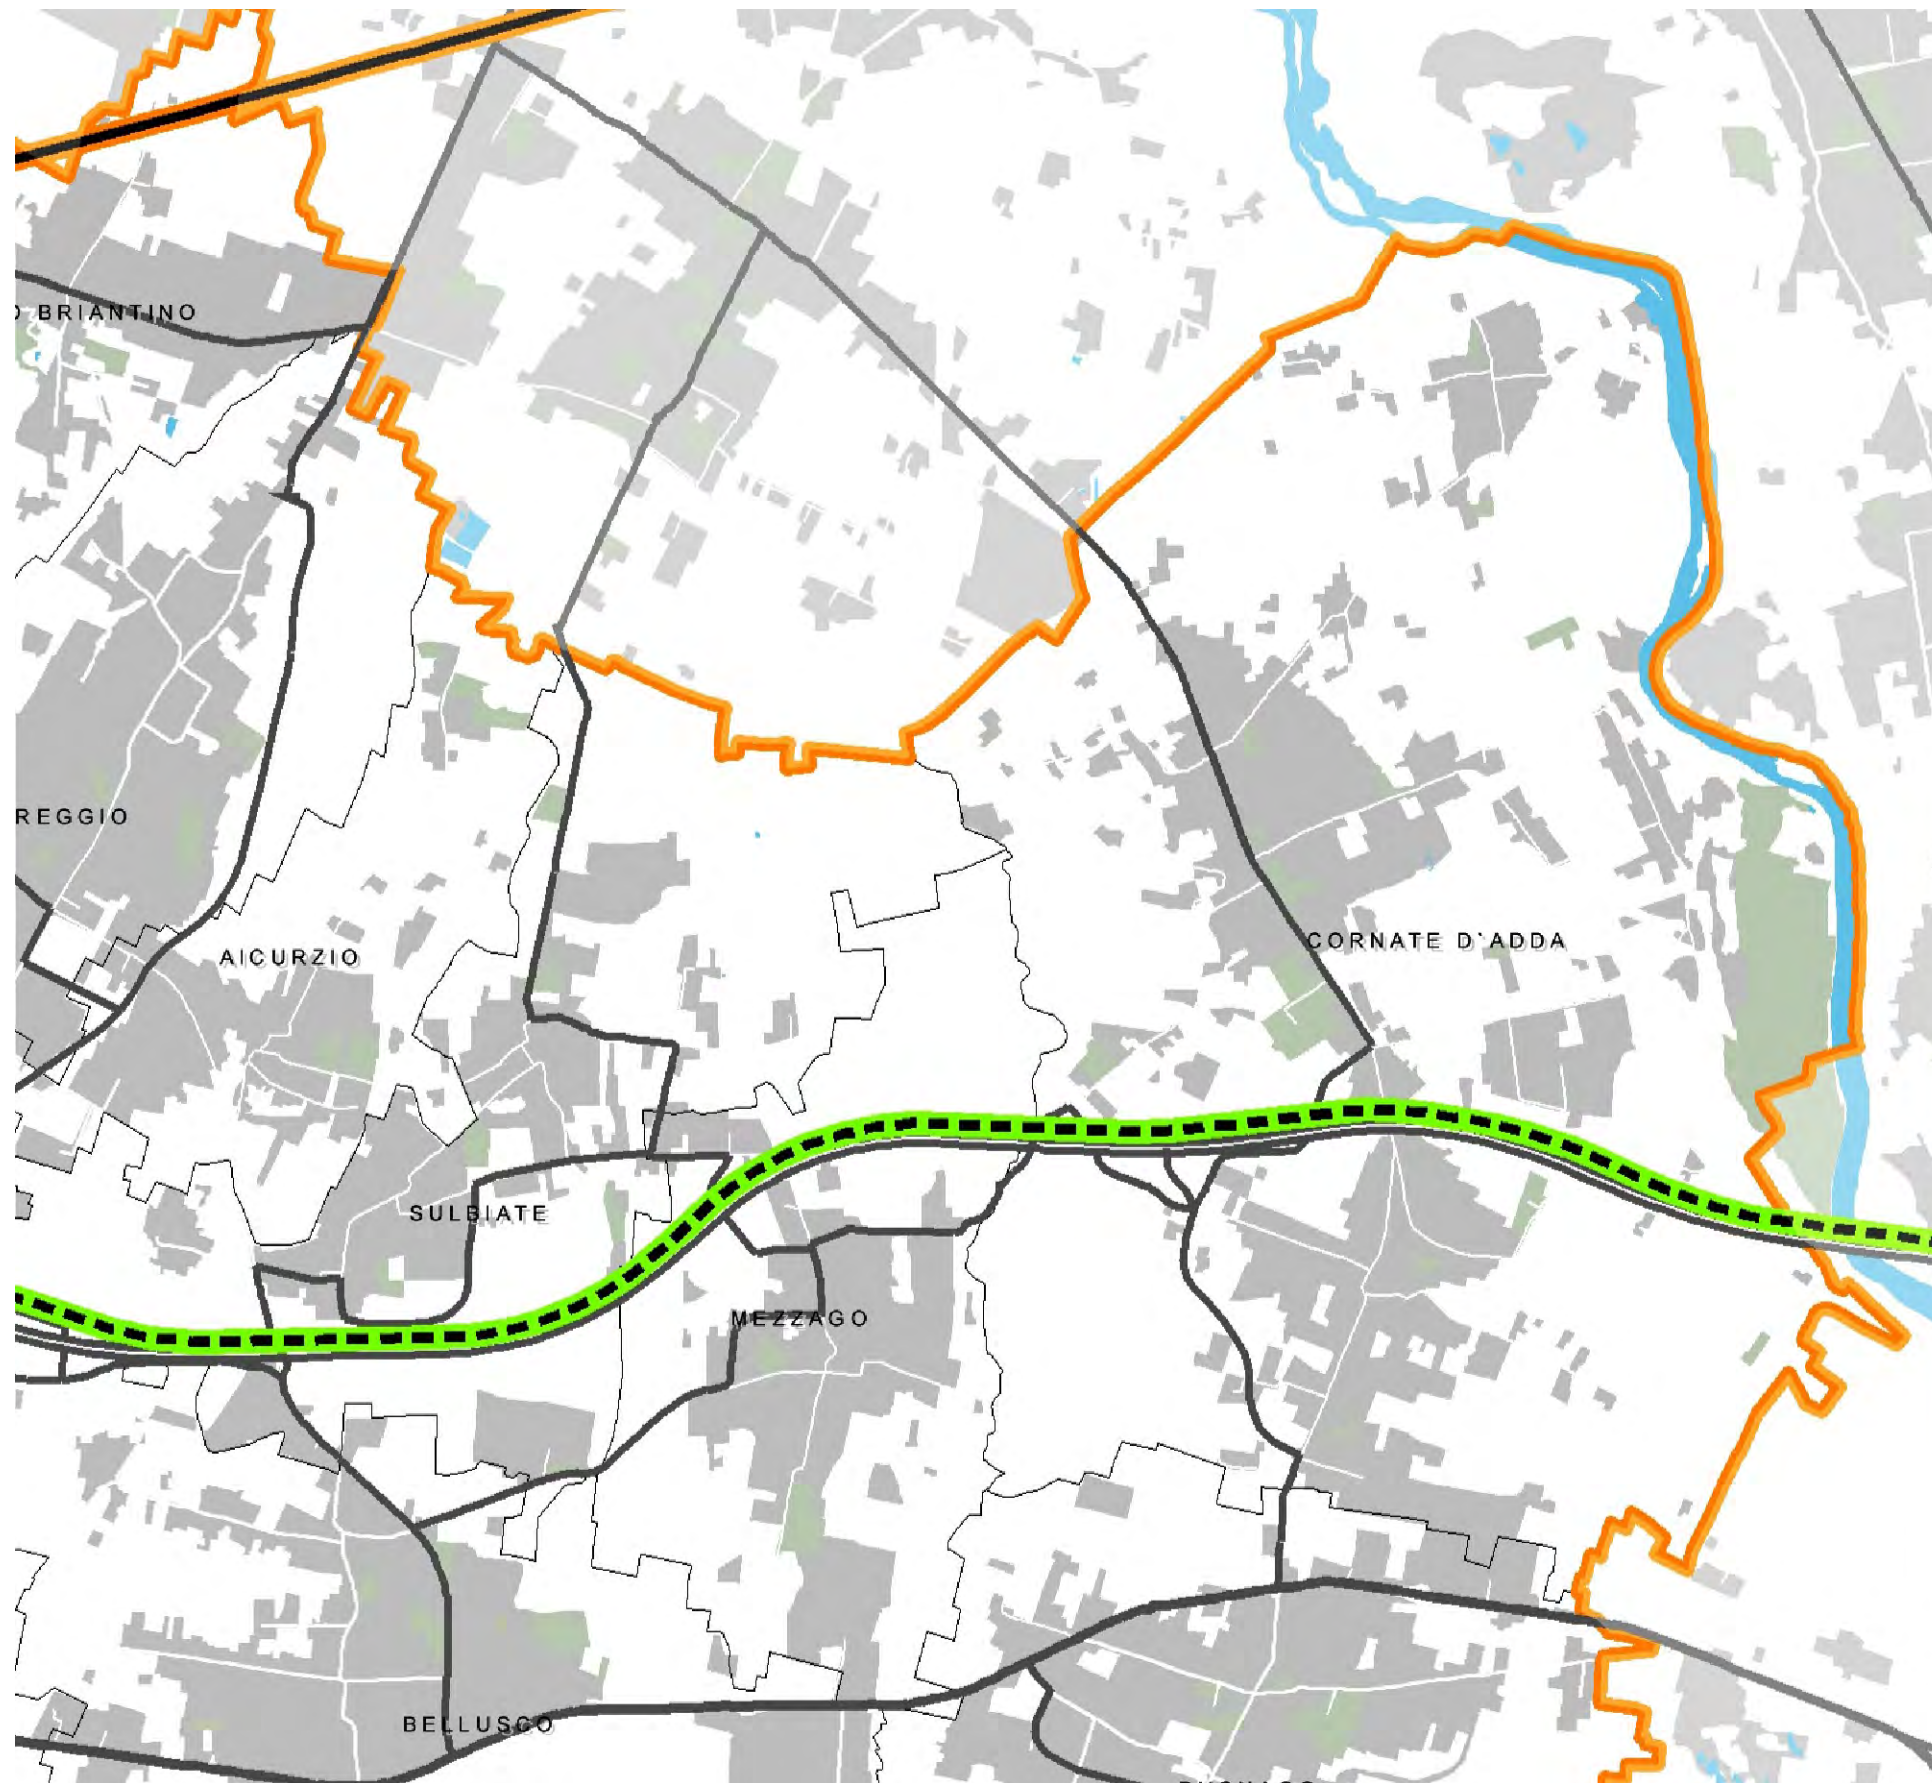 O BRIANTINO
REGGIO
AICURZIO
CORNATE D'ADDA
SULBIATE
MEZZAGO
BELLUSCO